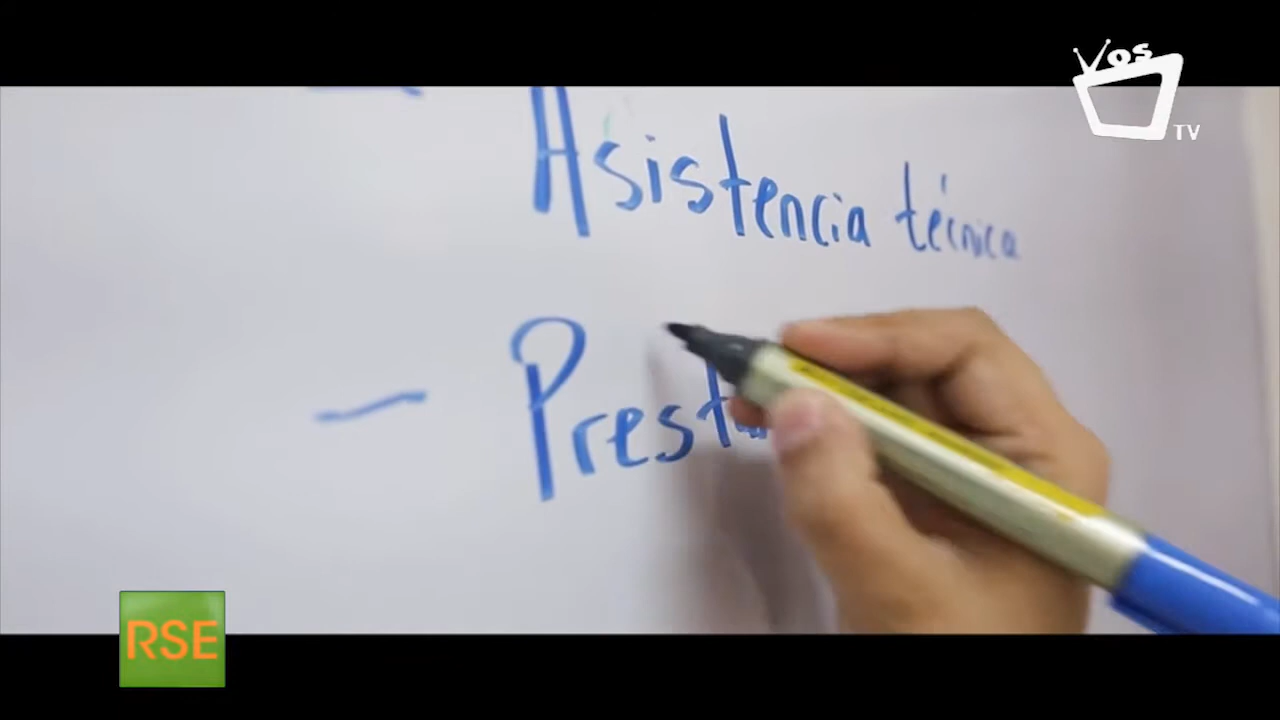 VOS
TV
- Asistencia técnica
- Prest
RSE